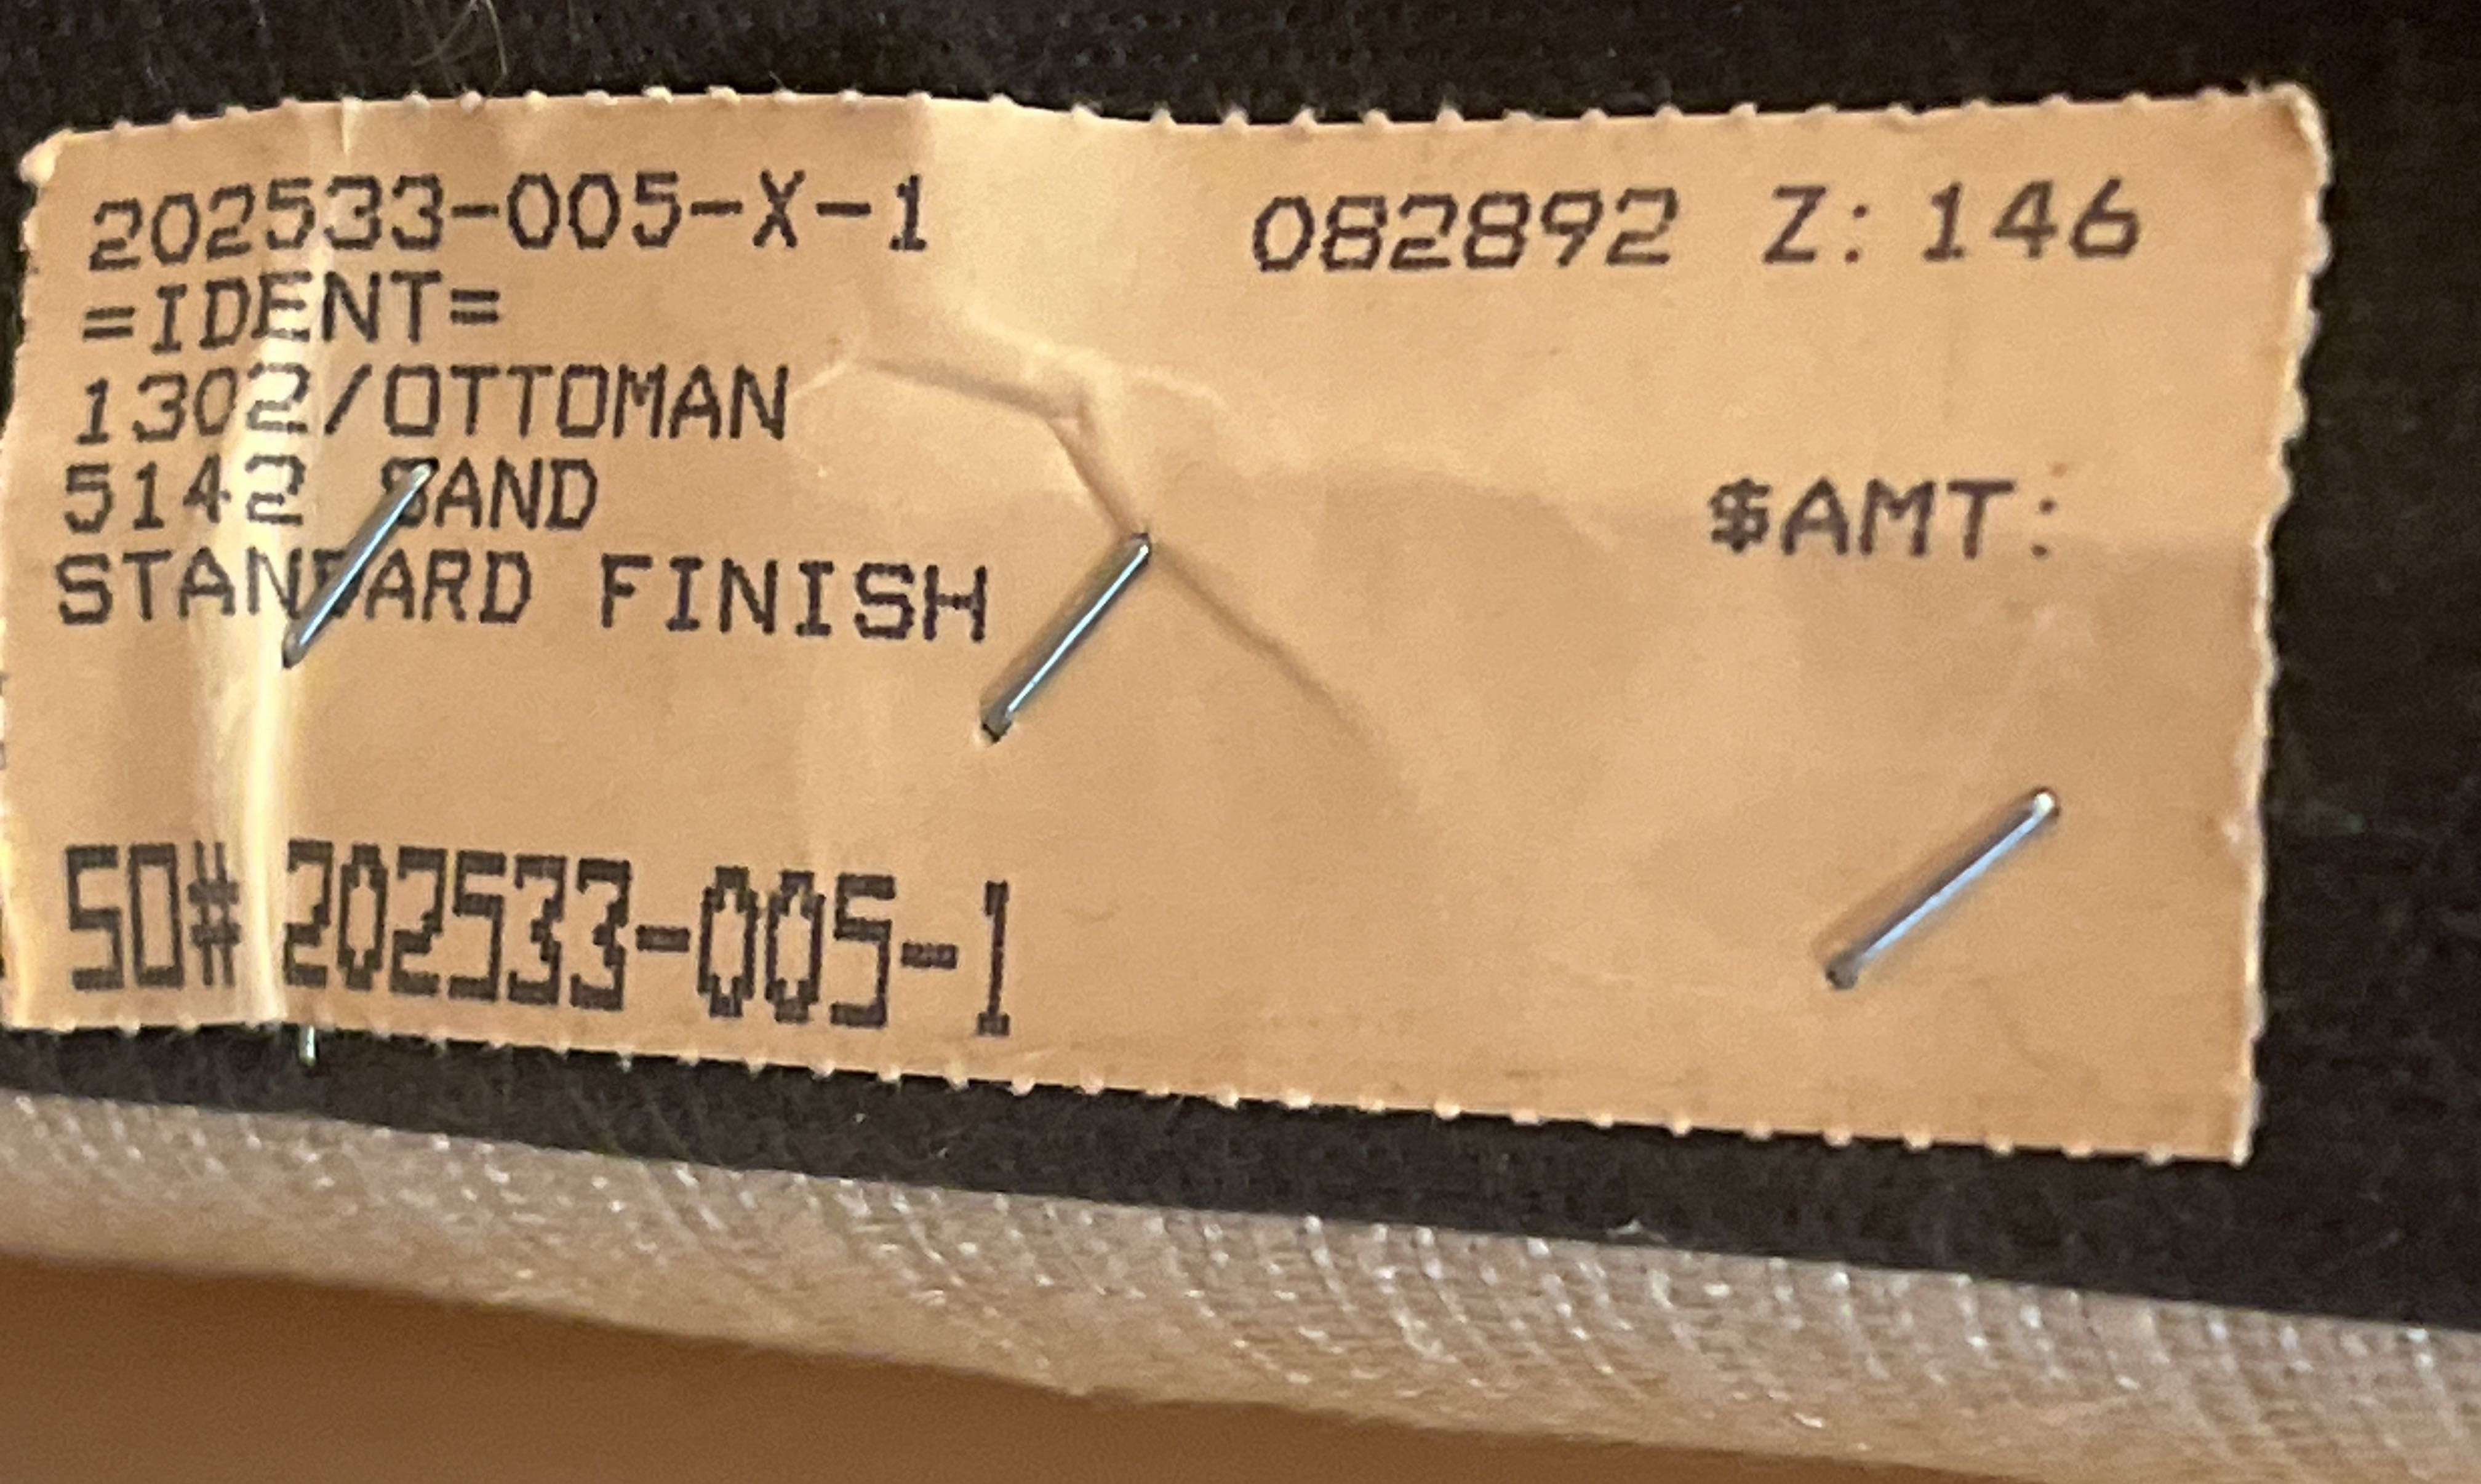 202533-005-X-1 082892 Z: 146
=IDENT=
1302/OTTOMAN
5142 SAND $AMT:
STANDARD FINISH
SO# 202533-005-1